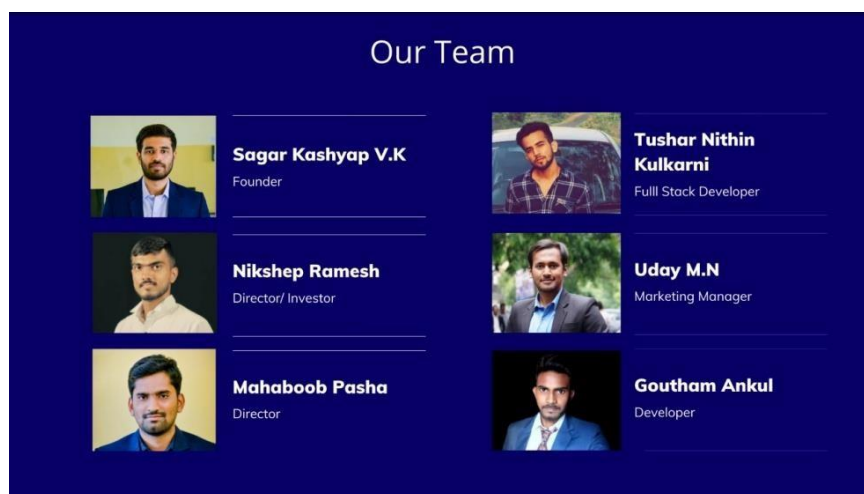 Our Team
Sagar Kashyap V.K
Founder
Nikshep Ramesh
Director/ Investor
Mahaboob Pasha
Director
Tushar Nithin
Kulkarni
Fulll Stack Developer
Uday M.N
Marketing Manager
Goutham Ankul
Developer